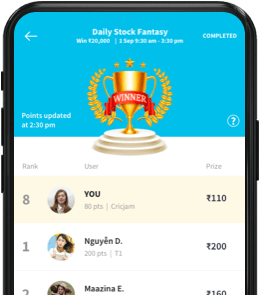 Daily Stock Fantasy
Win ₹20,000 | 1 Sep 9:30 am - 2:30 pm
COMPLETED
WINNER
Points updated
at 2:30 pm
?
Rank User Prize
8 YOU ₹110
80 pts | Cricjam
1 Nguyễn D. ₹200
200 pts | T1
2 Maazina E. ₹160